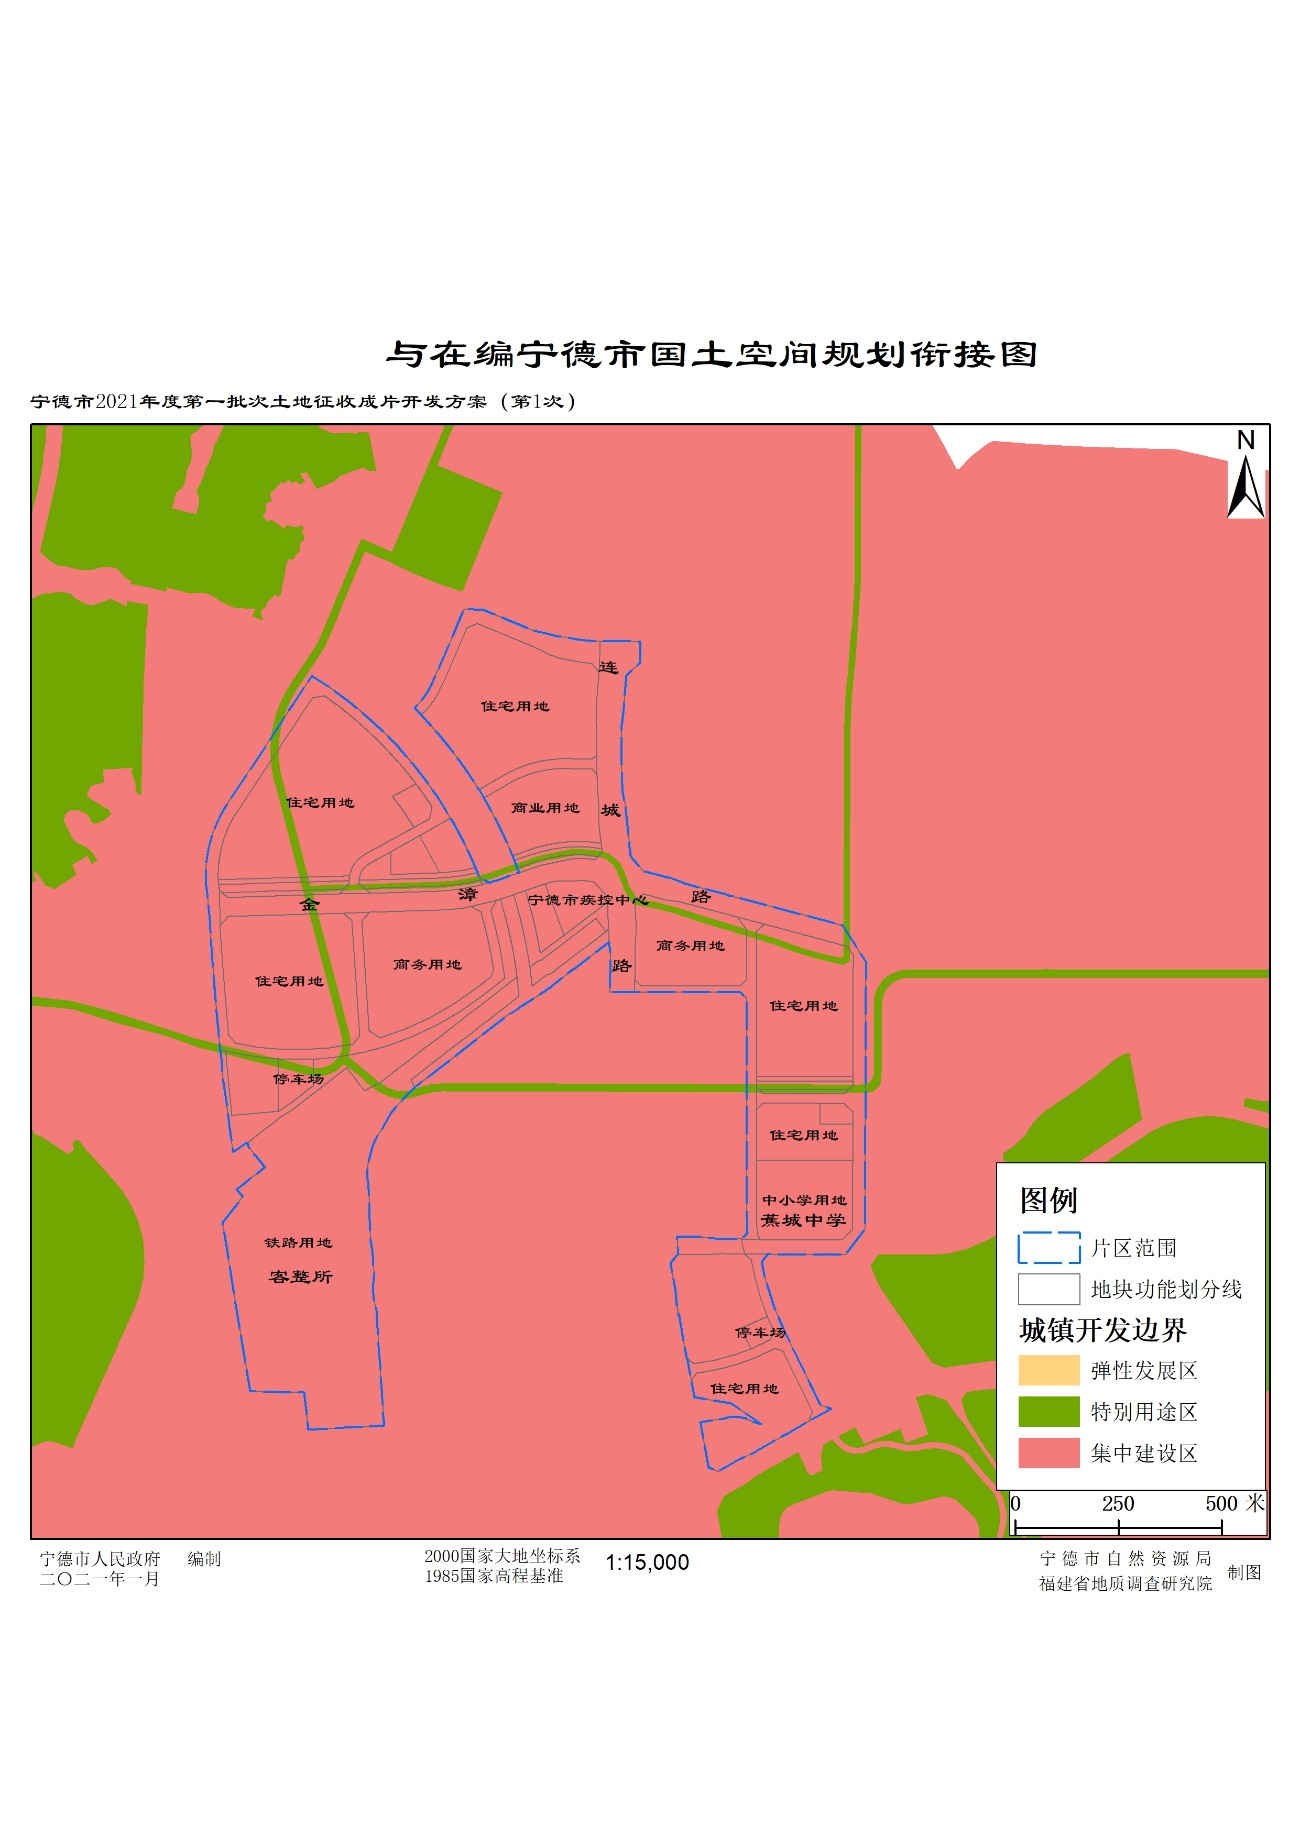 与在编宁德市国土空间规划衔接图
宁德市2021年度第一批次土地征收成片开发方案（第1次）
N
连
住宅用地
住宅用地
商业用地
城
金
漳
宁德市疾控中心
路
商务用地
商务用地
路
住宅用地
住宅用地
停车场
住宅用地
中小学用地
蕉城中学
铁路用地
客整所
停车场
住宅用地
图例
片区范围
地块功能划分线
城镇开发边界
弹性发展区
特别用途区
集中建设区
0 250 500 米
宁德市人民政府 编制
二〇二一年一月
2000国家大地坐标系
1985国家高程基准
1:15,000
宁德市自然资源局
福建省地质调查研究院
制图